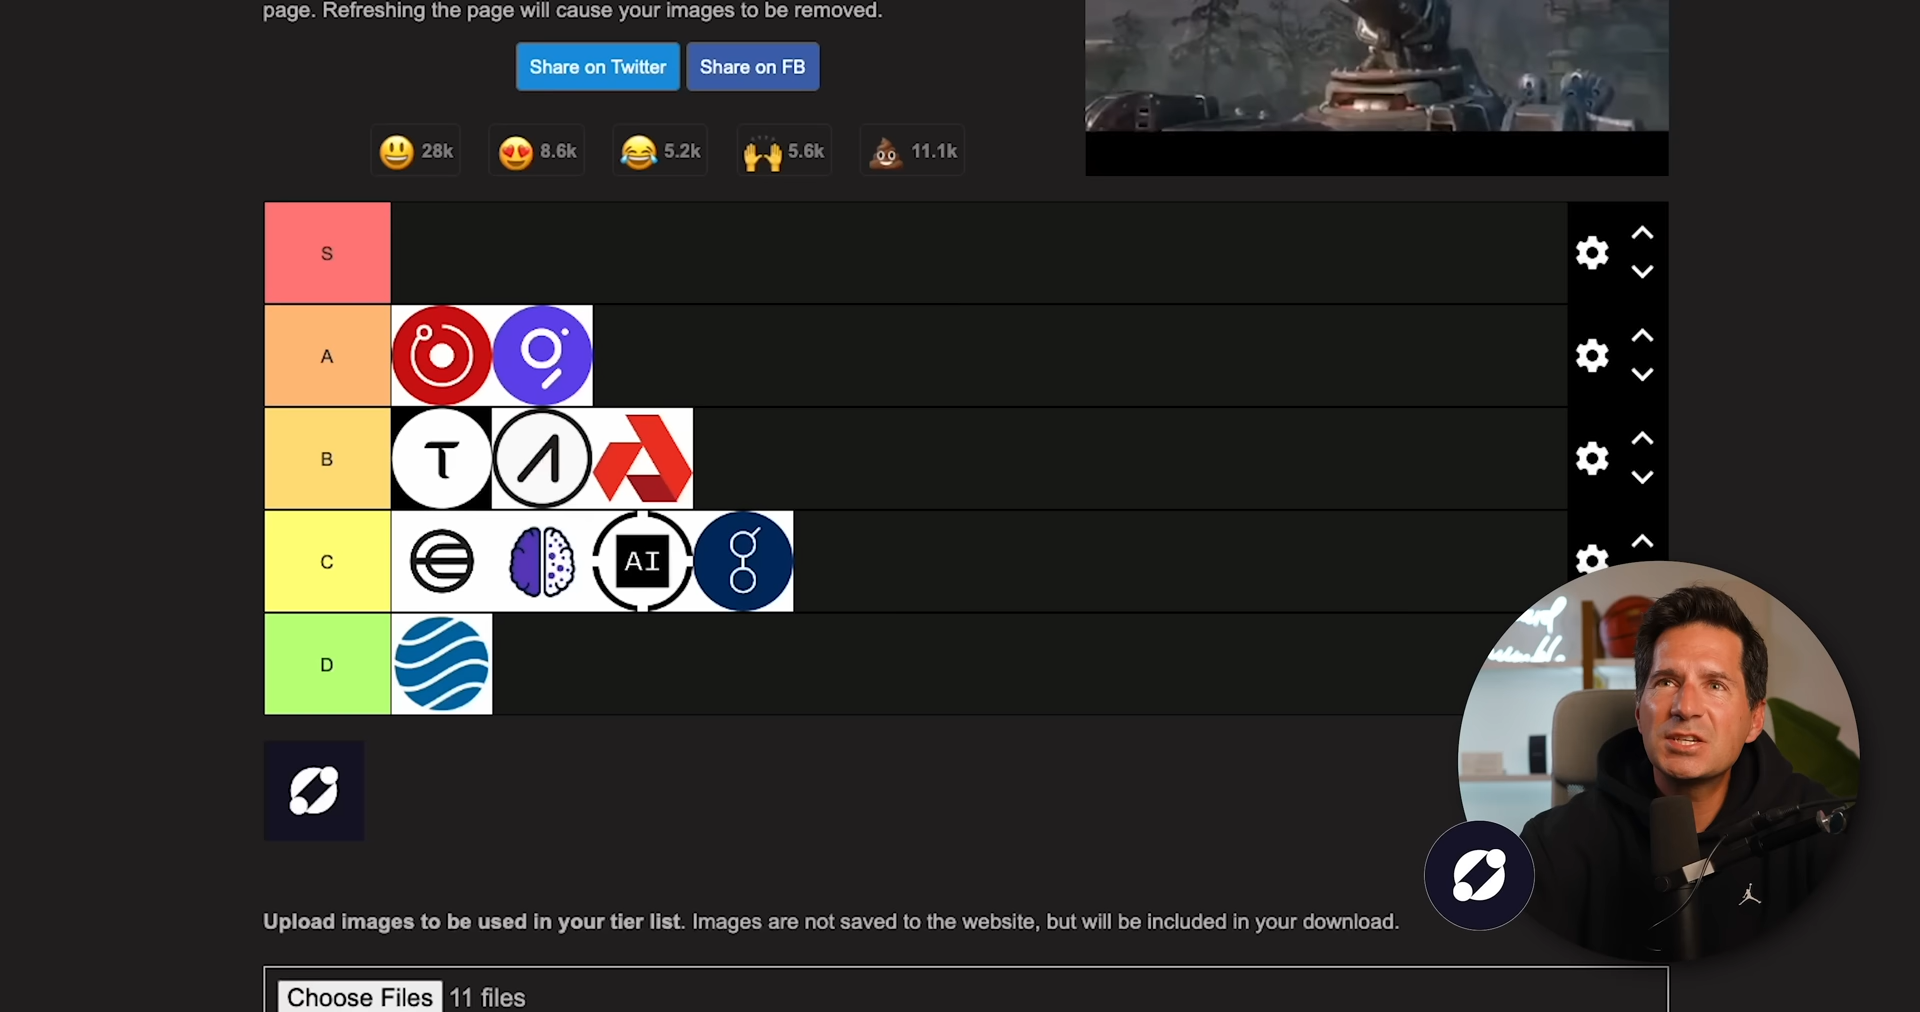 page. Refreshing the page will cause your images to be removed.
Share on Twitter
Share on FB
28k
8.6k
5.2k
5.6k
11.1k
S
A
B
C
AI
D
Upload images to be used in your tier list. Images are not saved to the website, but will be included in your download.
Choose Files 11 files